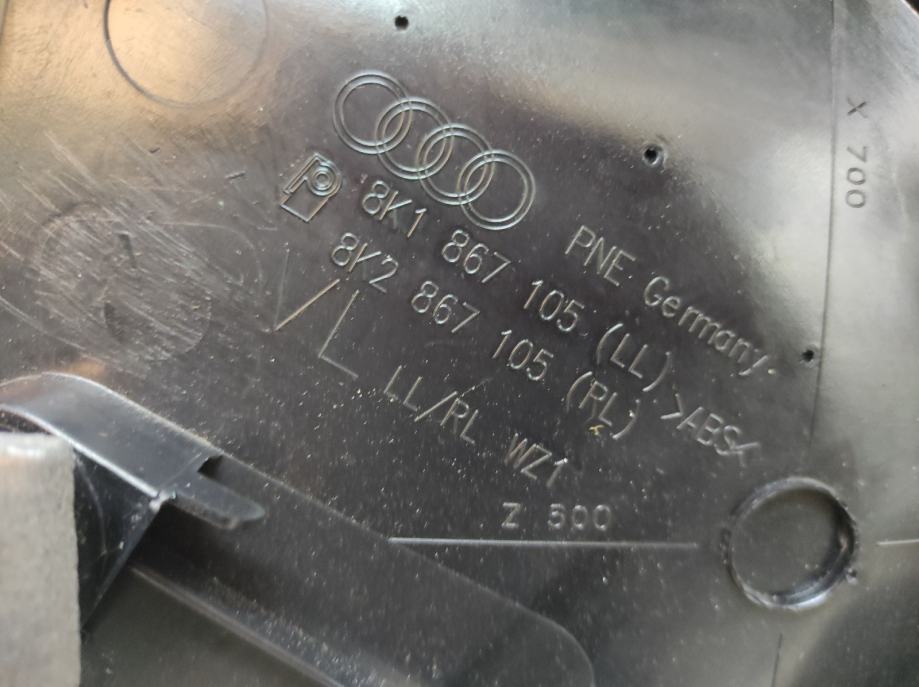 X 700
PNE Germany
8K1 867 105 (LL) >ABS<
8K2 867 105 (RL)
L LL/RL WZ1
Z 500